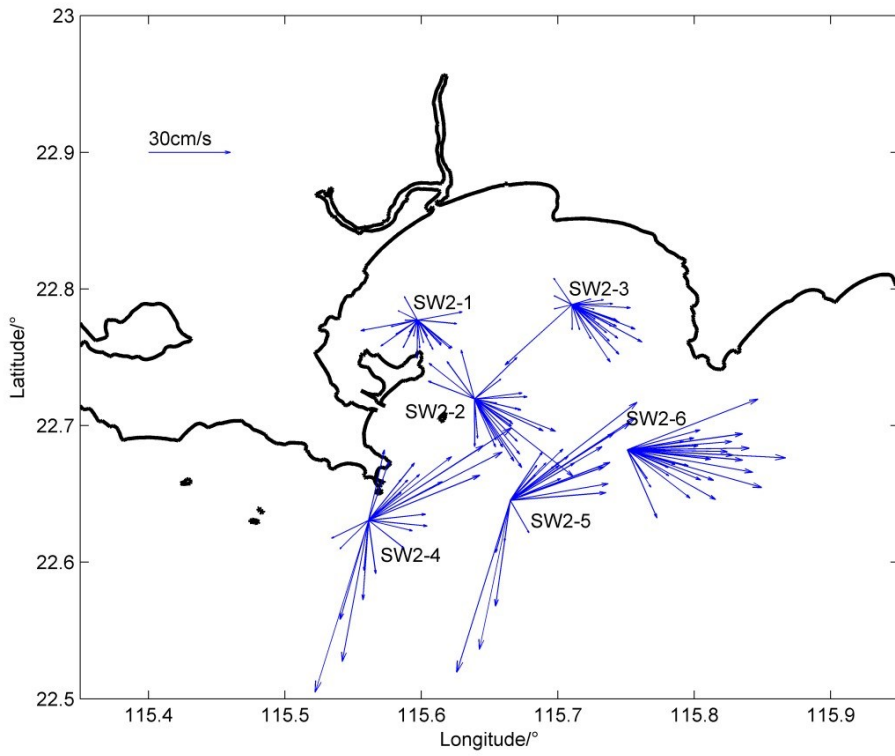 23
22.9
22.8
22.7
22.6
22.5
Latitude/°
30cm/s
SW2-1
SW2-3
SW2-2
SW2-6
SW2-5
SW2-4
115.4
115.5
115.6
115.7
115.8
115.9
Longitude/°